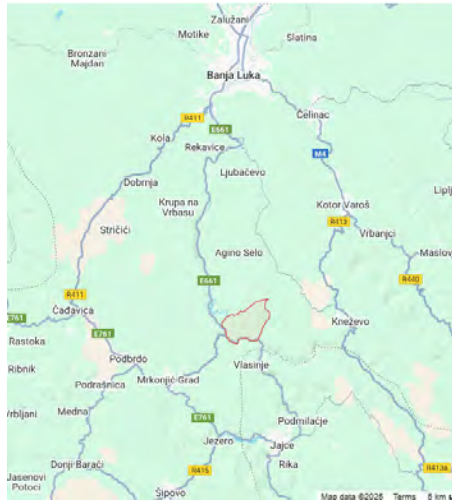 Zalužani
Motike
Slatina
Bronzani
Majdan
Banja Luka
R411
Čelinac
E661
Kola
Rekavice
M4
Ljubačevo
Dobrnja
Krupa na
Vrbasu
Kotor Varoš
Liplj
R413
Stričići
Vrbanjci
Agino Selo
Maslov
R440
R411
E661
Čađavica
E761
Kneževo
E761
Rastoka
Ribnik
Podbrdo
Vlasinje
Podrašnica
Mrkonjić-Grad
Vrbljani
Medna
E761
Podmilačje
Jezero
Jajce
Donji Baraći
R415
Rika
R413a
Jasenovi
Potoci
Šipovo
Map data ©2025
Terms
5 km